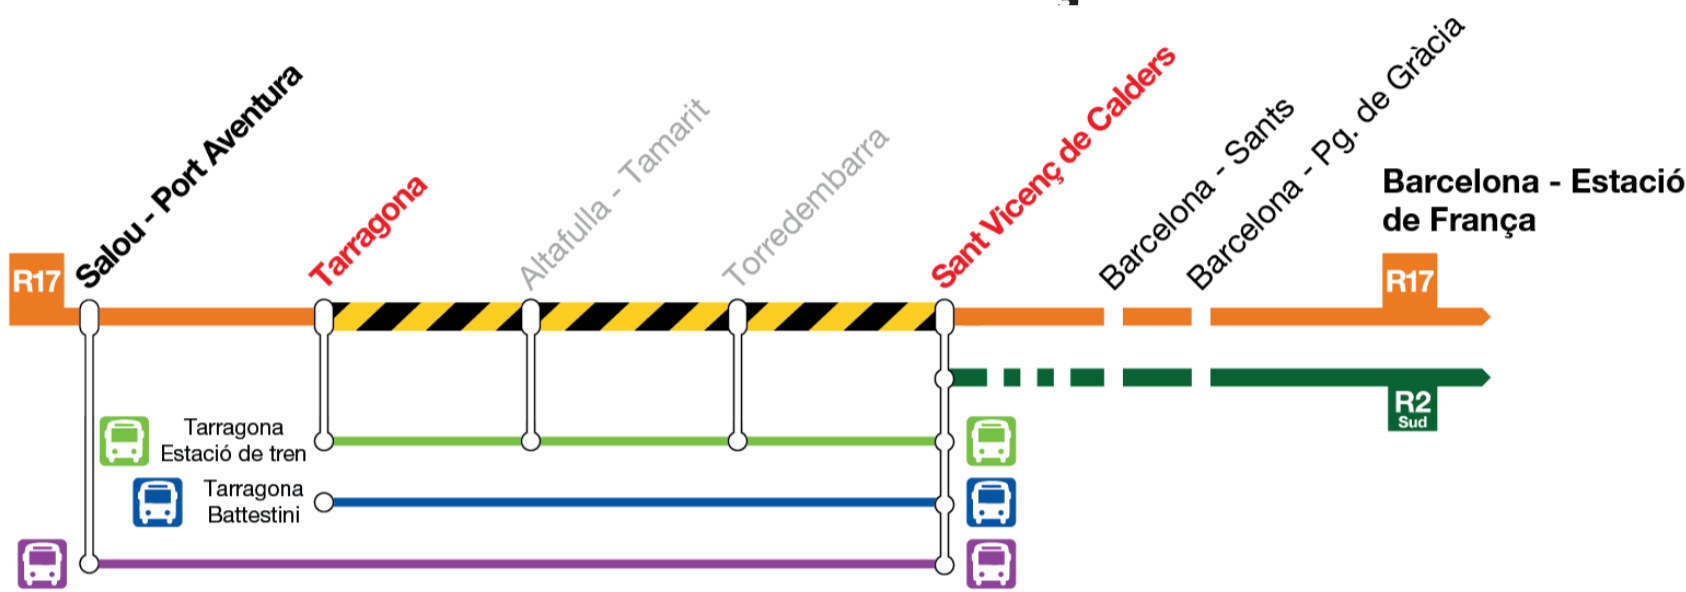 R17
Salou - Port Aventura
Tarragona
Altafulla - Tamarit
Torredembarra
Sant Vicenç de Calders
Barcelona - Sants
Barcelona - Pg. de Gràcia
Barcelona - Estació
de França
R17
R2
Sud
Tarragona
Estació de tren
Tarragona
Battestini